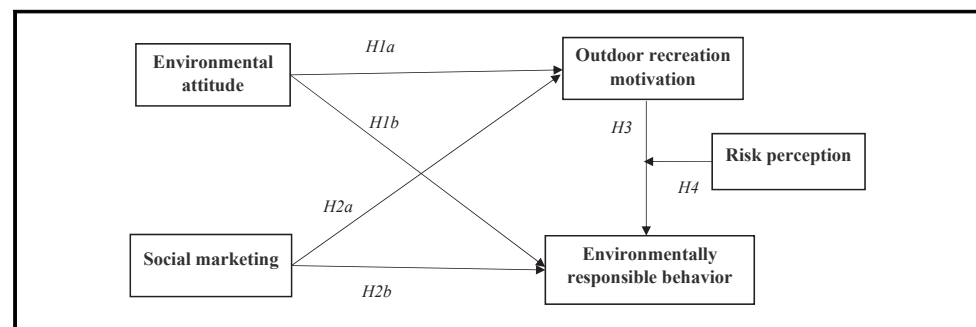 H1a
Environmental
attitude
Outdoor recreation
motivation
H1b
H3
Risk perception
H4
H2a
Social marketing
Environmentally
responsible behavior
H2b